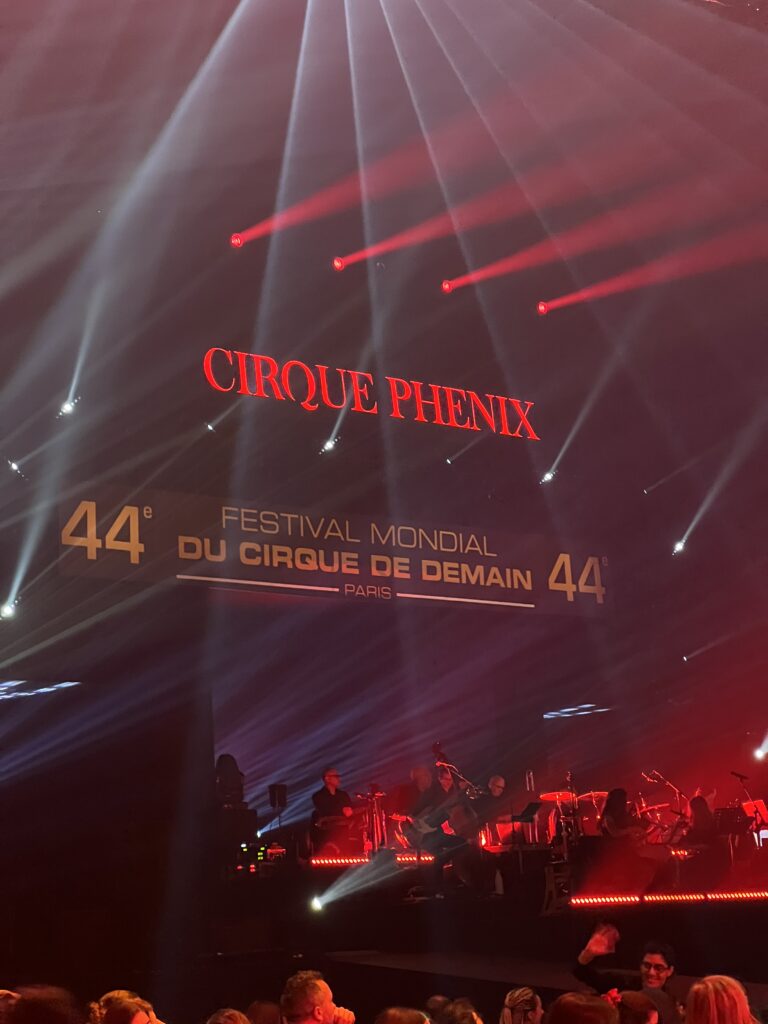 CIRQUE PHENIX
44e FESTIVAL MONDIAL 44e
DU CIRQUE DE DEMAIN
PARIS